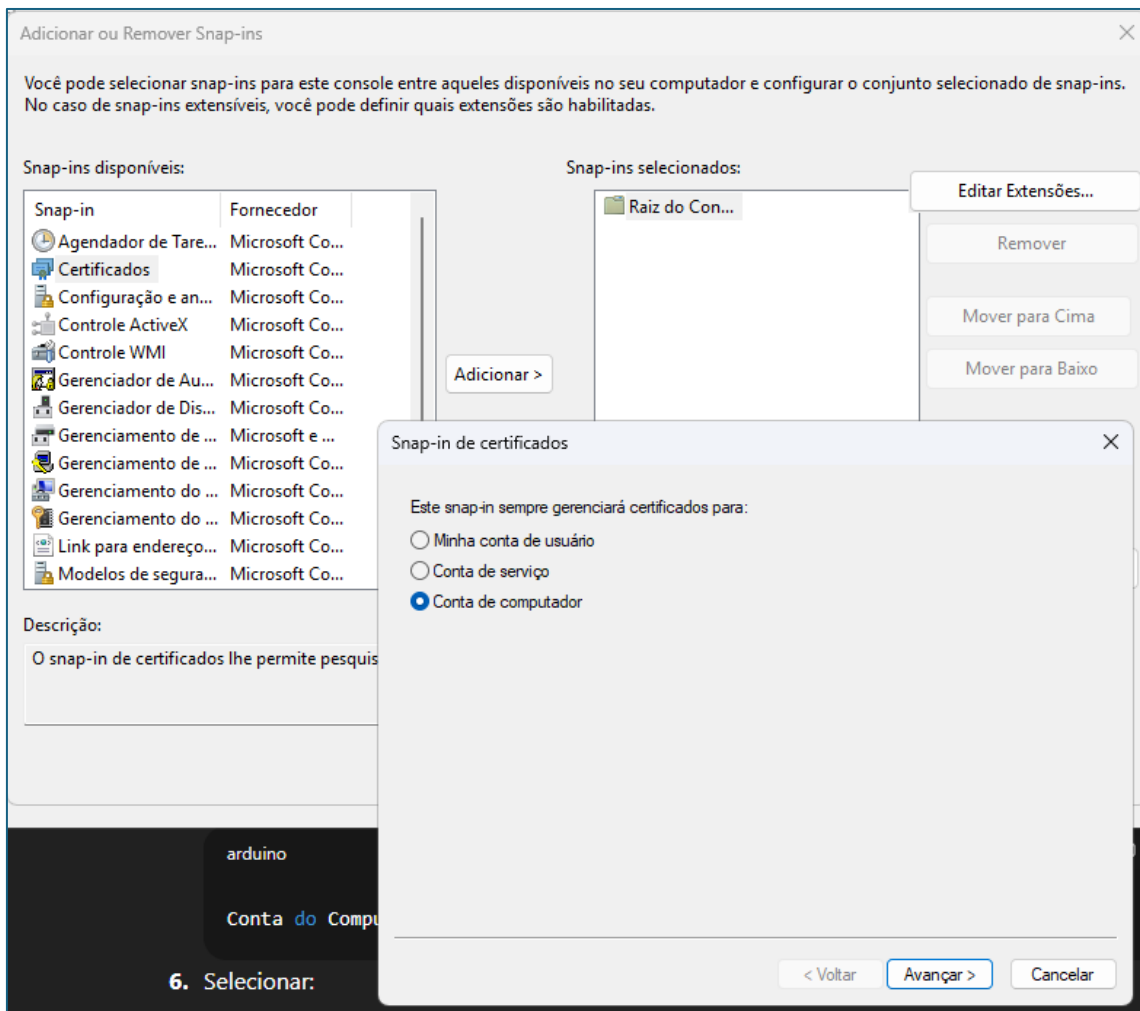 Adicionar ou Remover Snap-ins
Você pode selecionar snap-ins para este console entre aqueles disponíveis no seu computador e configurar o conjunto selecionado de snap-ins.
No caso de snap-ins extensíveis, você pode definir quais extensões são habilitadas.
Snap-ins disponíveis:
Snap-in Fornecedor
Agendador de Tare... Microsoft Co...
Certificados Microsoft Co...
Configuração e an... Microsoft Co...
Controle ActiveX Microsoft Co...
Controle WMI Microsoft Co...
Gerenciador de Au... Microsoft Co...
Gerenciador de Dis... Microsoft Co...
Gerenciamento de ... Microsoft e ...
Gerenciamento de ... Microsoft Co...
Gerenciamento do ... Microsoft Co...
Gerenciamento do ... Microsoft Co...
Link para endereço... Microsoft Co...
Modelos de segura... Microsoft Co...
Adicionar >
Snap-ins selecionados:
Raiz do Con...
Editar Extensões...
Remover
Mover para Cima
Mover para Baixo
Descrição:
O snap-in de certificados lhe permite pesquis
Snap-in de certificados
Este snap-in sempre gerenciará certificados para:
Minha conta de usuário
Conta de serviço
Conta de computador
< Voltar
Avançar >
Cancelar
arduino
Conta do Compu
6. Selecionar: